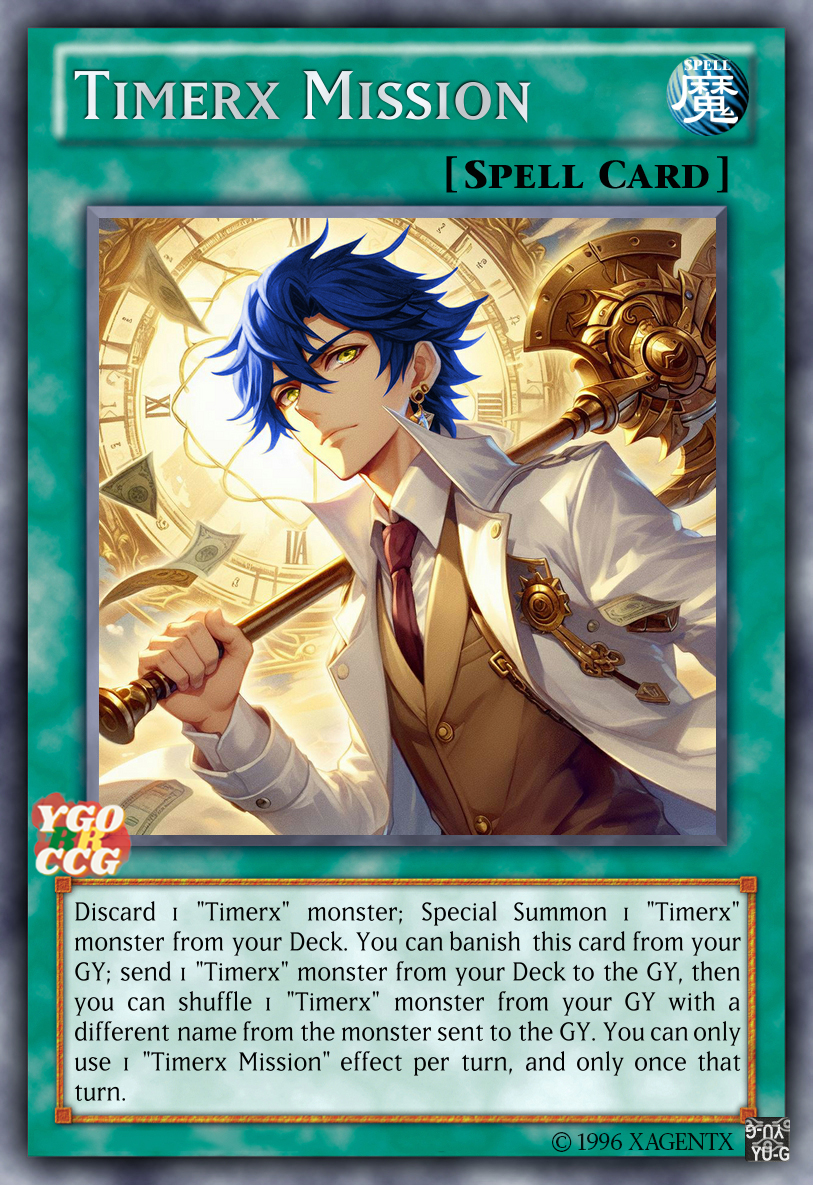 Timerx Mission
SPELL
魔
[Spell Card]
XII
IX
YGO
RR
CCG
Discard 1 "Timerx" monster; Special Summon 1 "Timerx"
monster from your Deck. You can banish this card from your
GY; send 1 "Timerx" monster from your Deck to the GY, then
you can shuffle 1 "Timerx" monster from your GY with a
different name from the monster sent to the GY. You can only
use 1 "Timerx Mission" effect per turn, and only once that
turn.
© 1996 XAGENTX
YU-G
YU-G